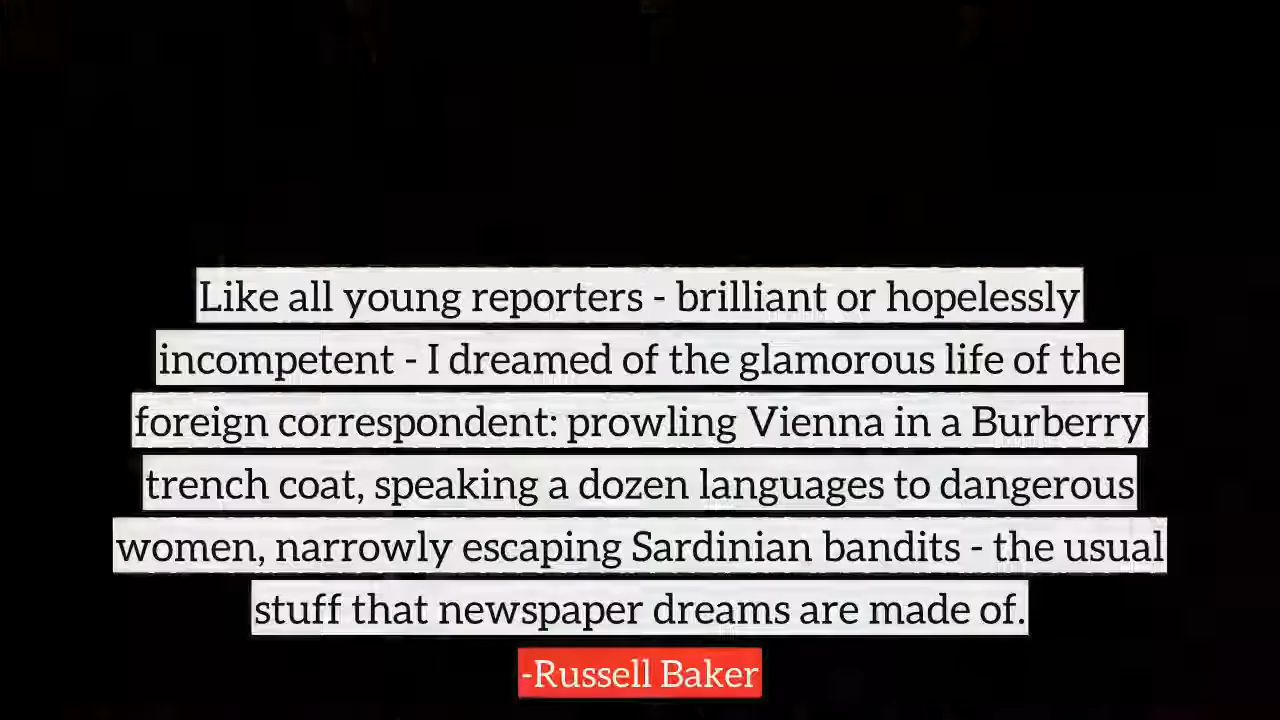 Like all young reporters - brilliant or hopelessly
incompetent - I dreamed of the glamorous life of the
foreign correspondent: prowling Vienna in a Burberry
trench coat, speaking a dozen languages to dangerous
women, narrowly escaping Sardinian bandits - the usual
stuff that newspaper dreams are made of.
-Russell Baker